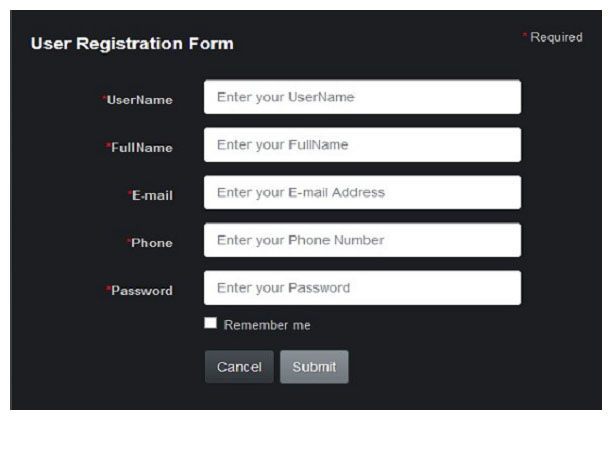 User Registration Form
* Required
*UserName
Enter your UserName
*FullName
Enter your FullName
*E-mail
Enter your E-mail Address
*Phone
Enter your Phone Number
*Password
Enter your Password
Remember me
Cancel
Submit